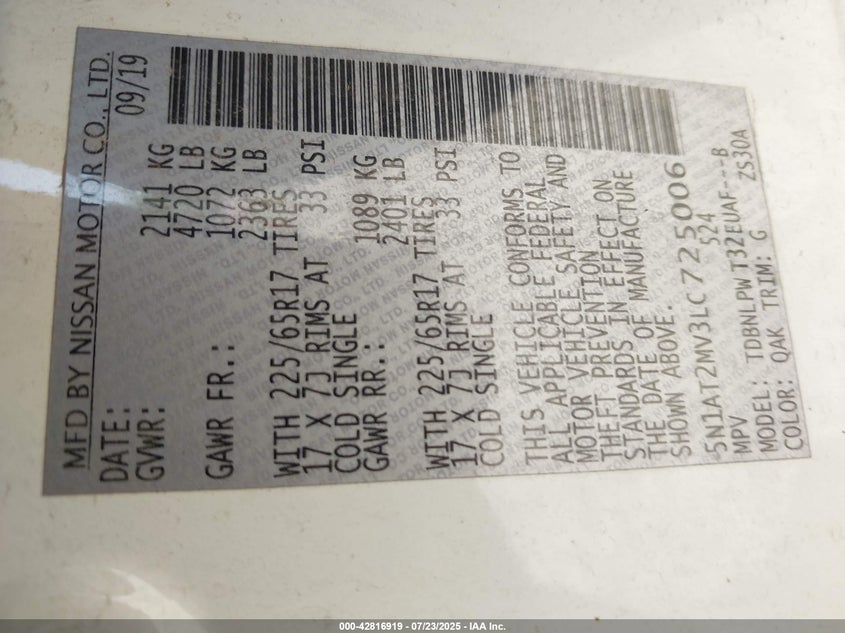 MFD BY NISSAN MOTOR CO., LTD.
DATE: 09/19
GVWR: 2141 KG
4720 LB
GAWR FR.: 1072 KG
2363 LB
WITH 225/65R17 TIRES
17 X 7J RIMS AT 33 PSI
COLD SINGLE
GAWR RR.: 1089 KG
2401 LB
WITH 225/65R17 TIRES
17 X 7J RIMS AT 33 PSI
COLD SINGLE
THIS VEHICLE CONFORMS TO
ALL APPLICABLE FEDERAL
MOTOR VEHICLE SAFETY AND
THEFT PREVENTION
STANDARDS IN EFFECT ON
THE DATE OF MANUFACTURE
SHOWN ABOVE.
5N1AT2MV3LC725006
MPV 524
MODEL: TDBNLPW T32EUAF---B
COLOR: QAK TRIM: G ZS30A
000-42816919 - 07/23/2025 - IAA Inc.